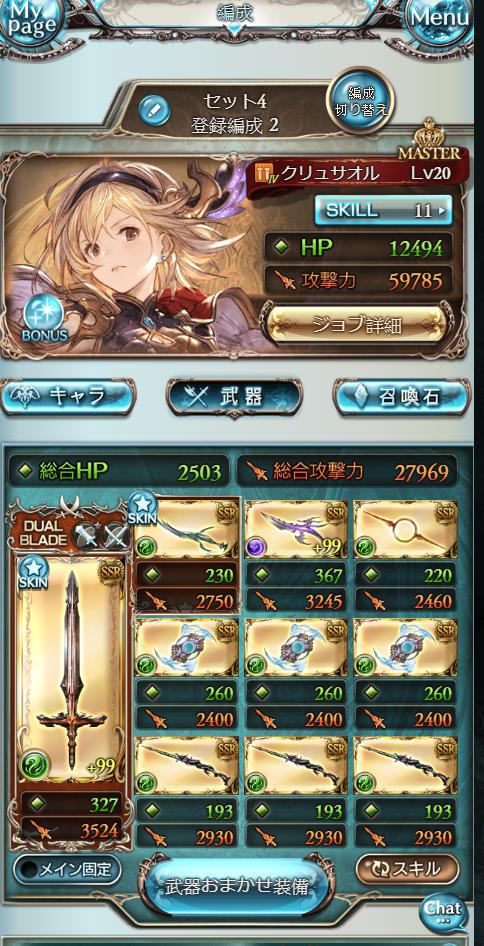 My page
編成
Menu
セット4
登録編成 2
編成
切り替え
MASTER
IV クリュサオル Lv20
SKILL 11
HP 12494
攻撃力 59785
BONUS
ジョブ詳細
キャラ
武器
召喚石
総合HP 2503
総合攻撃力 27969
DUAL BLADE
SKIN
SSR
+99
327
3524
SKIN
SSR
230
2750
SSR
+99
367
3245
SSR
220
2460
SSR
260
2400
SSR
260
2400
SSR
260
2400
SSR
193
2930
SSR
193
2930
SSR
193
2930
メイン固定
武器おまかせ装備
スキル
Chat